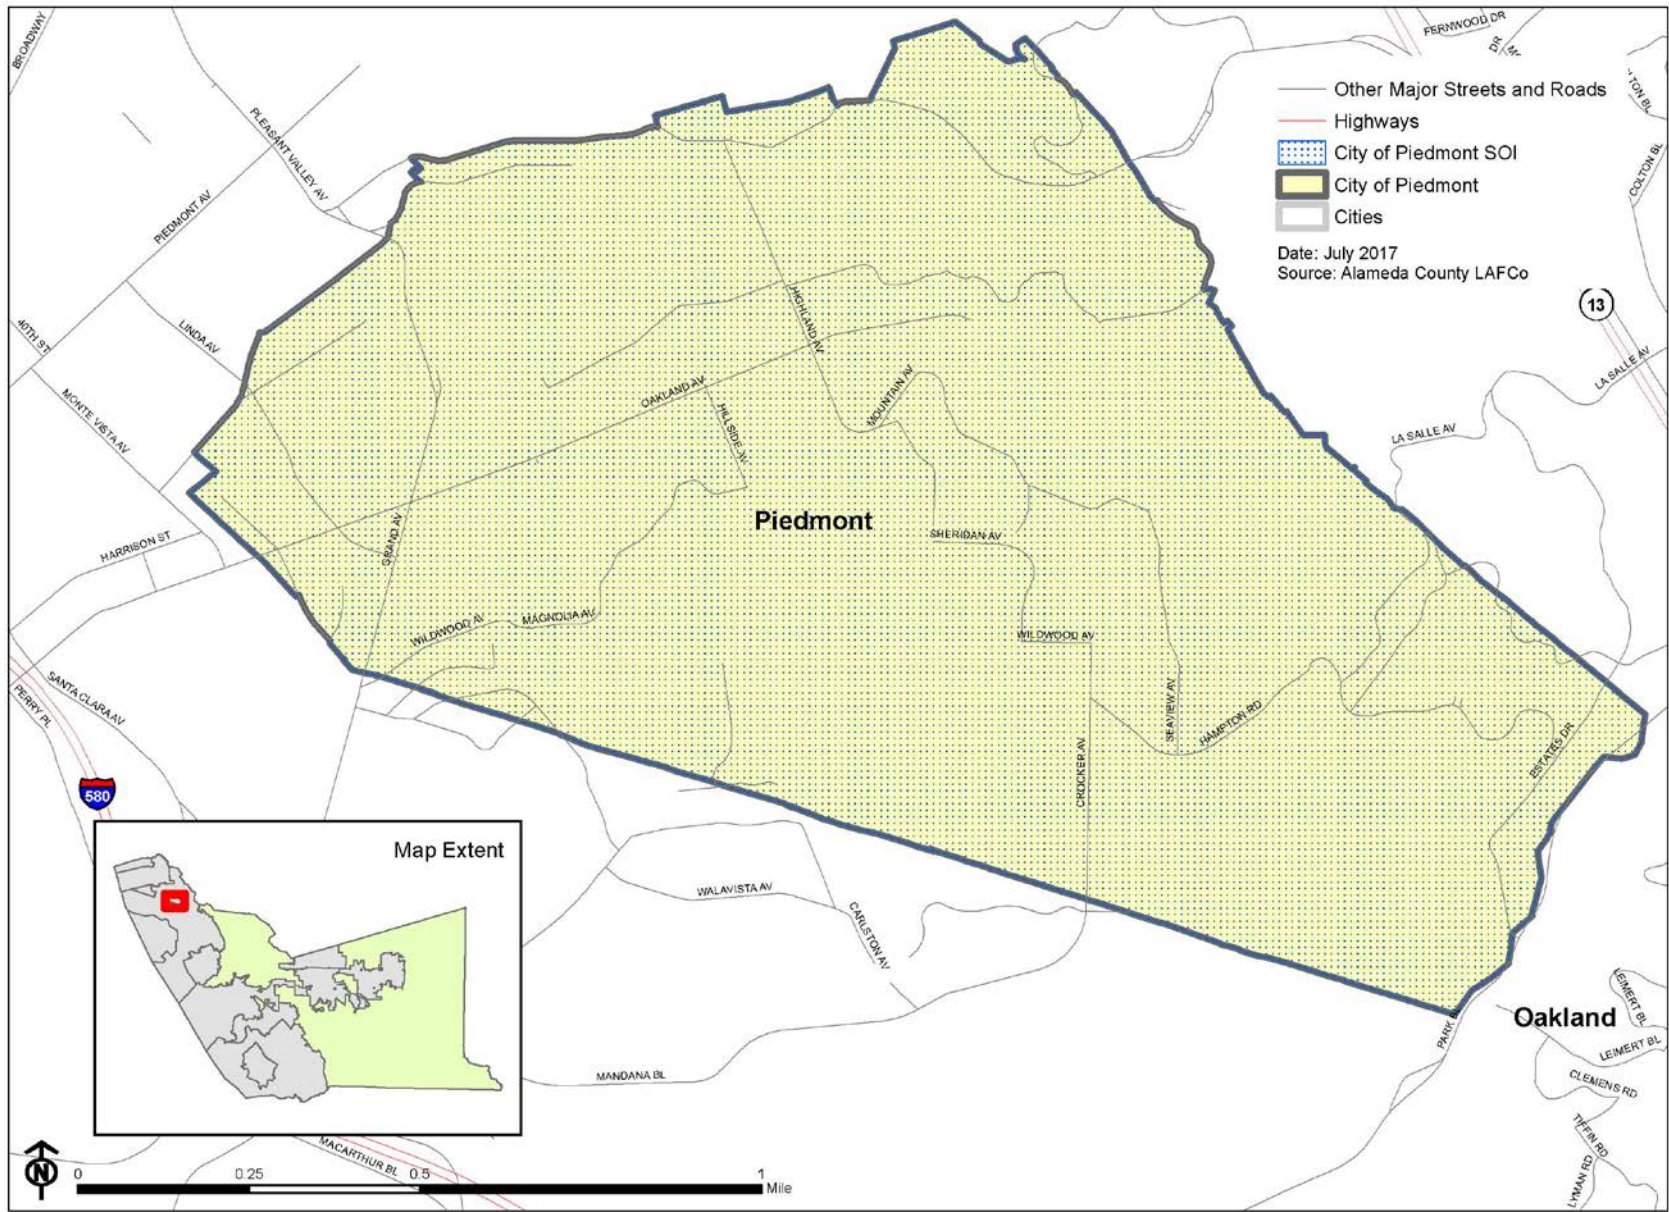 BROADWAY
FERNWOOD DR
DR
PLEASANT VALLEY AV
PIEDMONT AV
Other Major Streets and Roads
Highways
City of Piedmont SOI
City of Piedmont
Cities
Date: July 2017
Source: Alameda County LAFCo
COLTON BL
13
40TH ST
LINDA AV
HIGHLAND AV
LA SALLE AV
MONTE VISTA AV
OAKLAND AV
HILLSIDE AV
MOUNTAIN AV
LA SALLE AV
Piedmont
HARRISON ST
GRAND AV
SHERIDAN AV
WILDWOOD AV
MAGNOLIA AV
WILDWOOD AV
SANTA CLARA AV
PERRY PL
SEAVIEW AV
HAMPTON RD
CROCKER AV
ESTATES DR
580
Map Extent
WALAVISTA AV
CARLSTON AV
Oakland
PARK B
LEIMERT BL
LEIMERT BL
CLEMENS RD
MANDANA BL
TIFFIN RD
LYMAN RD
MACARTHUR BL
N
0 0.25 0.5 1
Mile